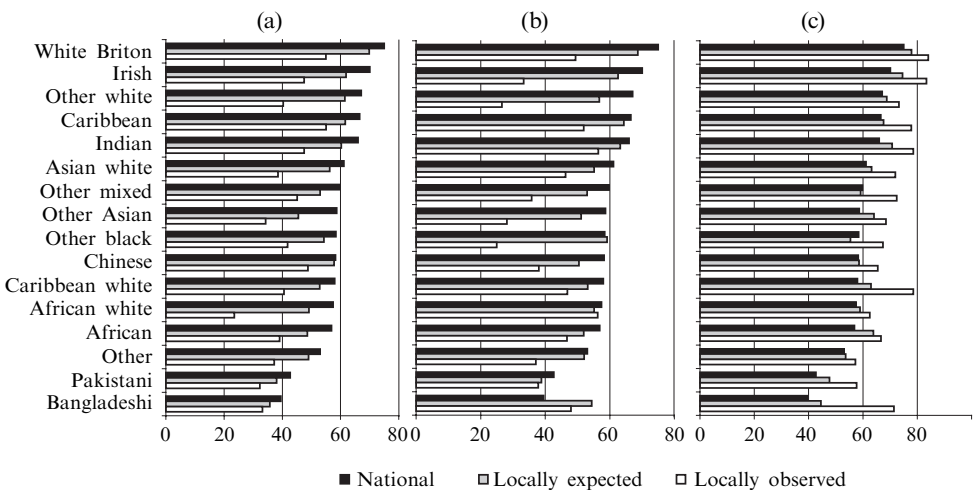 (a) (b) (c)
White Briton
Irish
Other white
Caribbean
Indian
Asian white
Other mixed
Other Asian
Other black
Chinese
Caribbean white
African white
African
Other
Pakistani
Bangladeshi
0 20 40 60 80 0 20 40 60 80 0 20 40 60 80
National Locally expected Locally observed